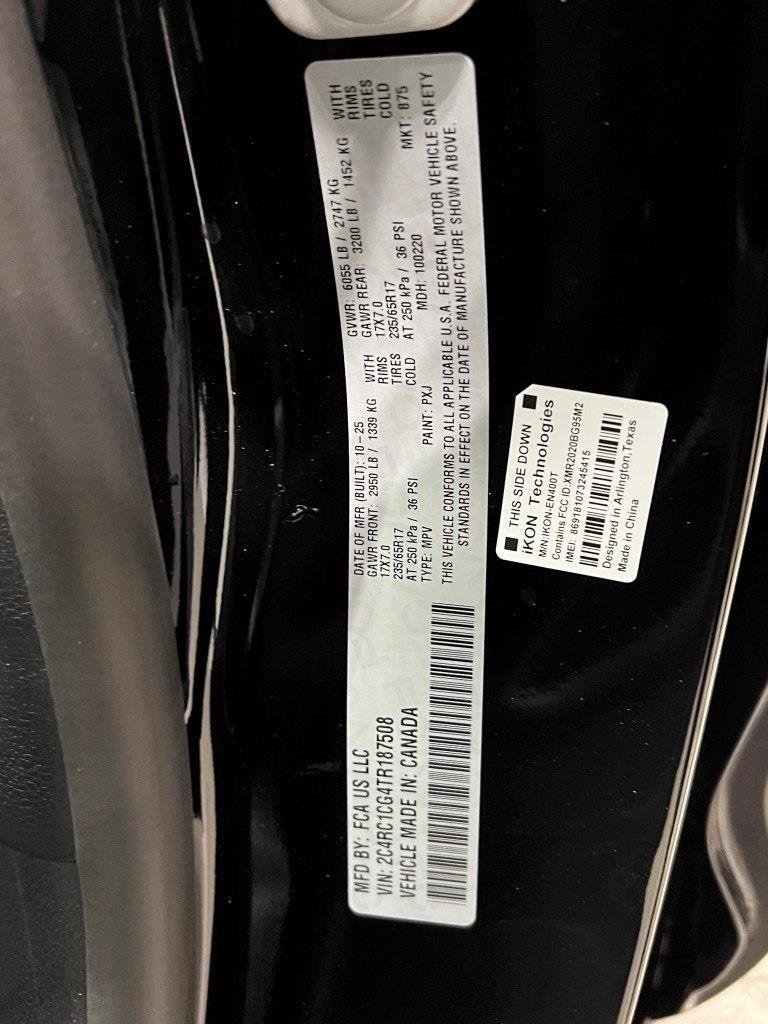 MFD BY: FCA US LLC
VIN: 2C4RC1CG4TR187508
VEHICLE MADE IN: CANADA
DATE OF MFR (BUILT): 10-25 GVWR: 6055 LB / 2747 KG
GAWR FRONT: 2950 LB / 1339 KG WITH GAWR REAR: 3200 LB / 1452 KG WITH
17X7.0 RIMS 17X7.0 RIMS
235/65R17 TIRES 235/65R17 TIRES
AT 250 kPa / 36 PSI COLD AT 250 kPa / 36 PSI COLD
TYPE: MPV PAINT: PXJ MDH: 100220 MKT: 875
THIS VEHICLE CONFORMS TO ALL APPLICABLE U.S.A. FEDERAL MOTOR VEHICLE SAFETY
STANDARDS IN EFFECT ON THE DATE OF MANUFACTURE SHOWN ABOVE.
THIS SIDE DOWN
iKON Technologies
M/N:IKON-EN400T
Contains FCC ID:XMR2020BG95M2
IMEI: 869181073245415
Designed in Arlington,Texas
Made in China